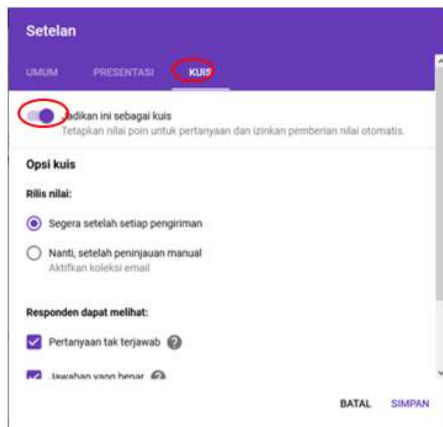 Setelan
UMUM PRESENTASI KUIS
Jadikan ini sebagai kuis
Tetapkan nilai poin untuk pertanyaan dan izinkan pemberian nilai otomatis.
Opsi kuis
Rilis nilai:
Segera setelah setiap pengiriman
Nanti, setelah peninjauan manual
Aktifkan koleksi email
Responden dapat melihat:
Pertanyaan tak terjawab ?
Jawaban yang benar ?
BATAL SIMPAN